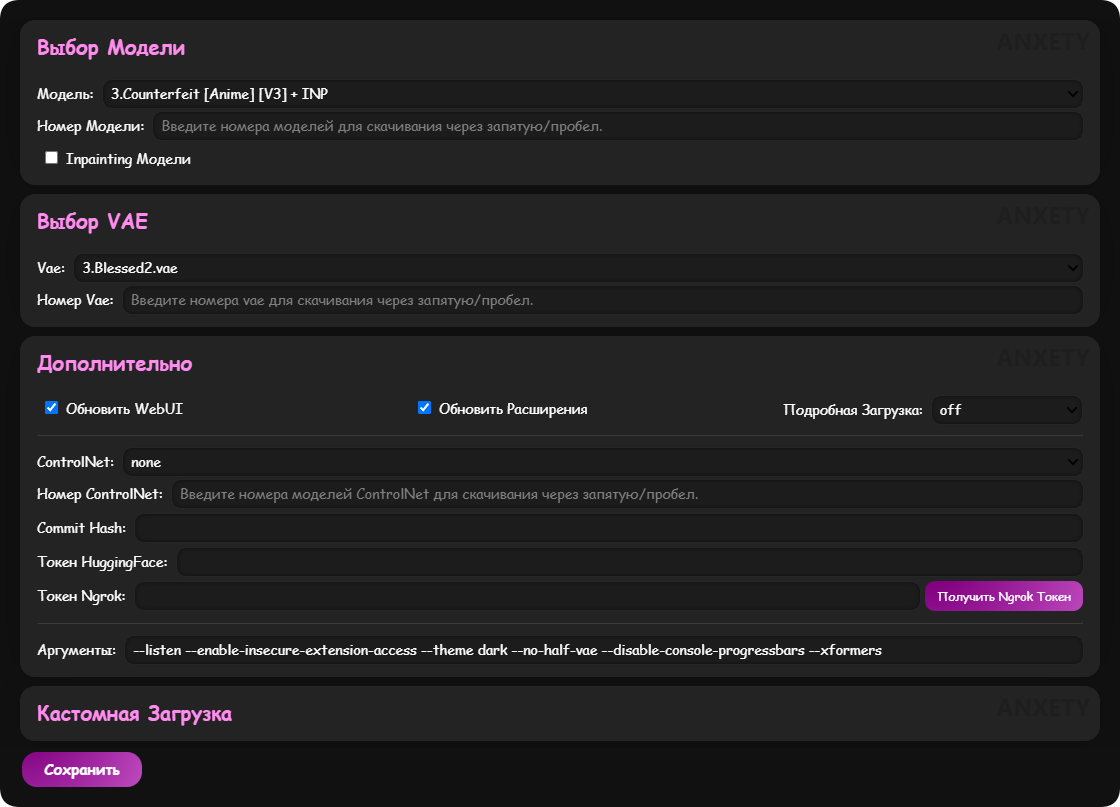 ANXETY
Выбор Модели
Модель: 3.Counterfeit [Anime] [V3] + INP
Номер Модели: Введите номера моделей для скачивания через запятую/пробел.
Inpainting Модели
ANXETY
Выбор VAE
Vae: 3.Blessed2.vae
Номер Vae: Введите номера vae для скачивания через запятую/пробел.
ANXETY
Дополнительно
Обновить WebUI Обновить Расширения Подробная Загрузка: off
ControlNet: none
Номер ControlNet: Введите номера моделей ControlNet для скачивания через запятую/пробел.
Commit Hash:
Токен HuggingFace:
Токен Ngrok: Получить Ngrok Токен
Аргументы: --listen --enable-insecure-extension-access --theme dark --no-half-vae --disable-console-progressbars --xformers
ANXETY
Кастомная Загрузка
Сохранить